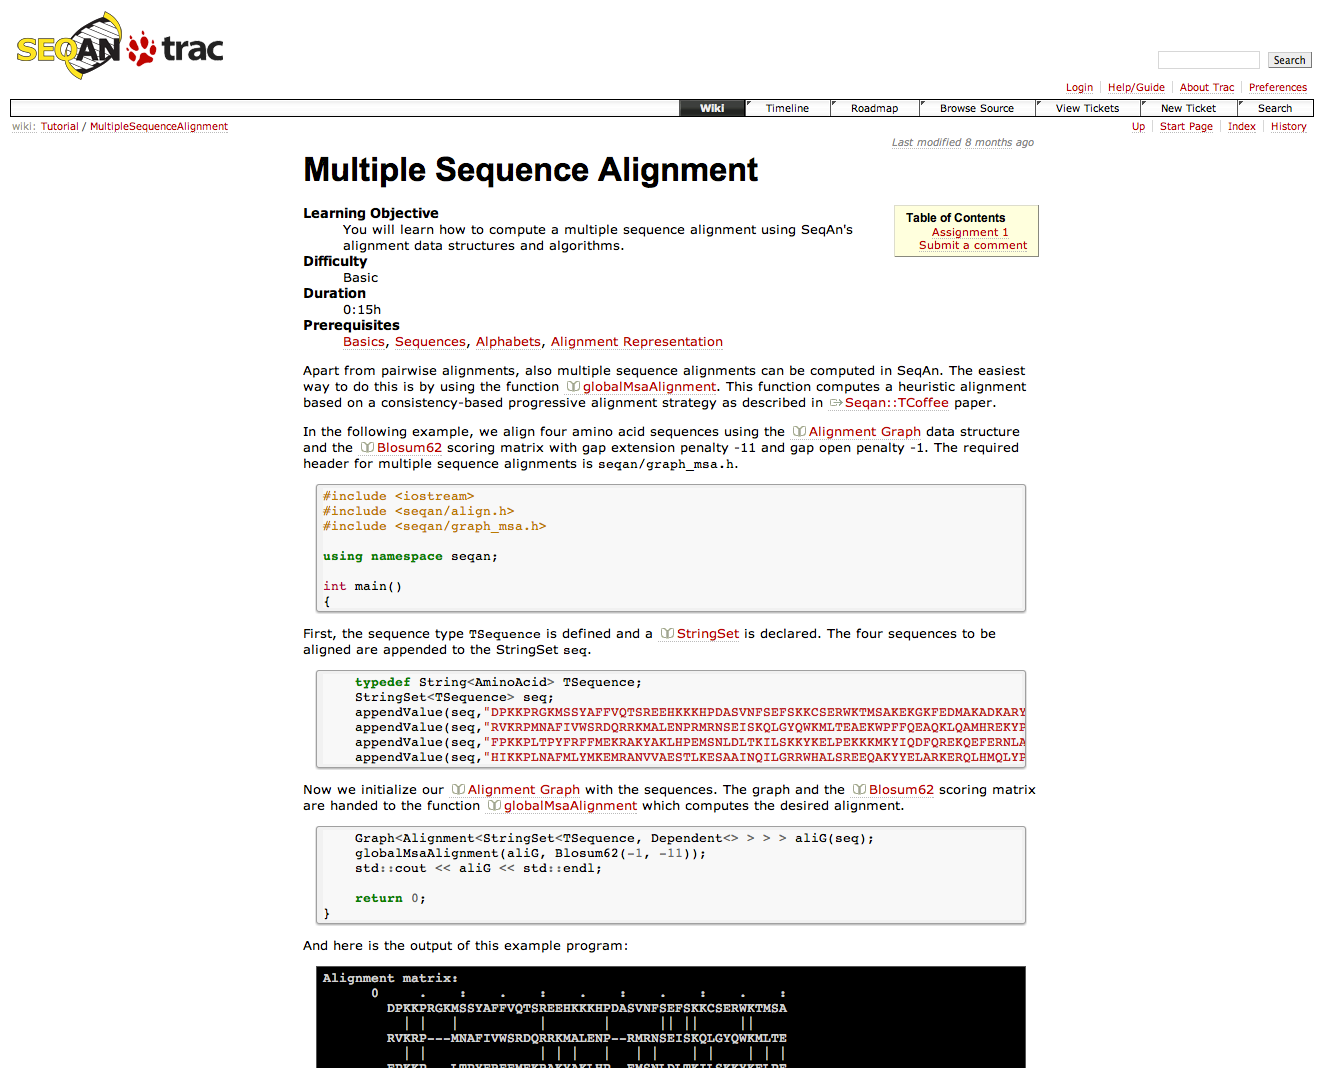 SEQAN trac
Search
Login Help/Guide About Trac Preferences
Wiki Timeline Roadmap Browse Source View Tickets New Ticket Search
wiki: Tutorial / MultipleSequenceAlignment
Up Start Page Index History
Last modified 8 months ago
Multiple Sequence Alignment
Table of Contents
Assignment 1
Submit a comment
Learning Objective
You will learn how to compute a multiple sequence alignment using SeqAn's
alignment data structures and algorithms.
Difficulty
Basic
Duration
0:15h
Prerequisites
Basics, Sequences, Alphabets, Alignment Representation
Apart from pairwise alignments, also multiple sequence alignments can be computed in SeqAn. The easiest
way to do this is by using the function globalMsaAlignment. This function computes a heuristic alignment
based on a consistency-based progressive alignment strategy as described in Seqan::TCoffee paper.
In the following example, we align four amino acid sequences using the Alignment Graph data structure
and the Blosum62 scoring matrix with gap extension penalty -11 and gap open penalty -1. The required
header for multiple sequence alignments is seqan/graph_msa.h.
#include <iostream>
#include <seqan/align.h>
#include <seqan/graph_msa.h>
using namespace seqan;
int main()
{
First, the sequence type TSequence is defined and a StringSet is declared. The four sequences to be
aligned are appended to the StringSet seq.
typedef String<AminoAcid> TSequence;
StringSet<TSequence> seq;
appendValue(seq,"DPKKPRGKMSSYAFFVQTSREEHKKKHPDASVNFSEFSKKCSERWKTMSAKEKGKFEDMAKADKARY
appendValue(seq,"RVKRPMNAFIVWSRDQRRKMALENPRMRNSEISKQLGYQWKMLTEAEKWPFFQEAQKLQAMHREKYP
appendValue(seq,"FPKKPLTPYFRFFMEKRAKYAKLHPEMSNLDLTKILSKKYKELPEKKKMKYIQDFQREKQEFERNLA
appendValue(seq,"HIKKPLNAFMLYMKEMRANVVAESTLKESAAINQILGRRWHALSREEQAKYYELARKERQLHMQLYP
Now we initialize our Alignment Graph with the sequences. The graph and the Blosum62 scoring matrix
are handed to the function globalMsaAlignment which computes the desired alignment.
Graph<Alignment<StringSet<TSequence, Dependent<> > > > aliG(seq);
globalMsaAlignment(aliG, Blosum62(-1, -11));
std::cout << aliG << std::endl;
return 0;
}
And here is the output of this example program:
Alignment matrix:
0 . : . : . : . : . :
DPKKPRGKMSSYAFFVQTSREEHKKKHPDASVNFSEFSKKCSERWKTMSA
| | | | | || || ||
RVKRP---MNAFIVWSRDQRRKMALENP--RMRNSEISKQLGYQWKMLTE
| | | | | | | | | | | | |